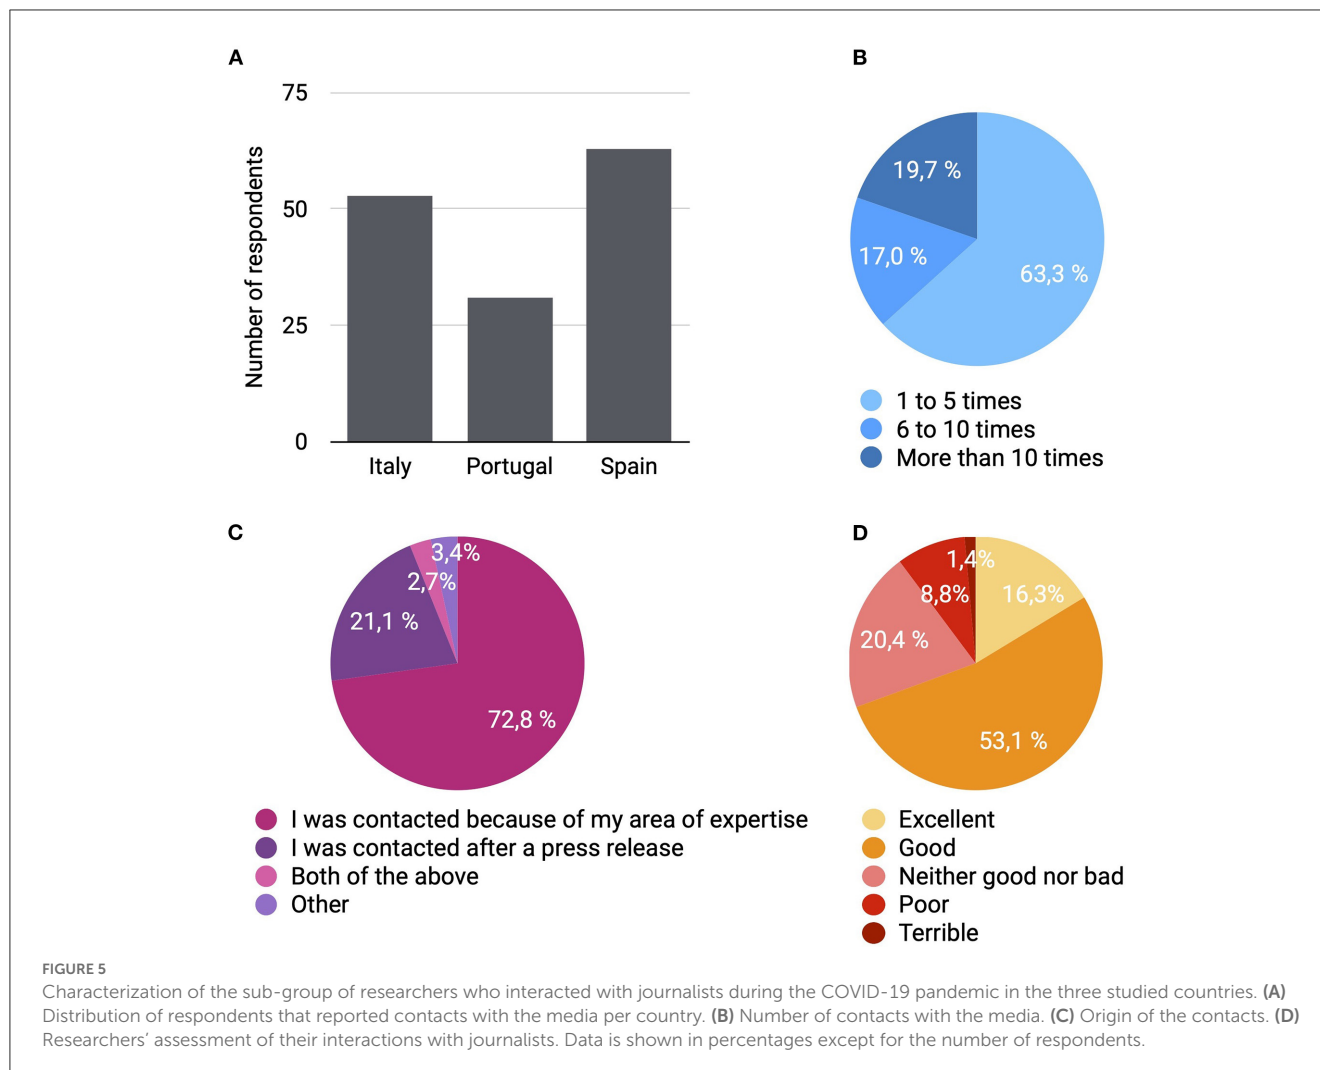 A
75
50
25
0
Number of respondents
Italy
Portugal
Spain
B
19,7 %
17,0 %
63,3 %
1 to 5 times
6 to 10 times
More than 10 times
C
3,4%
2,7%
21,1 %
72,8 %
I was contacted because of my area of expertise
I was contacted after a press release
Both of the above
Other
D
1,4%
8,8%
16,3%
20,4 %
53,1 %
Excellent
Good
Neither good nor bad
Poor
Terrible
FIGURE 5
Characterization of the sub-group of researchers who interacted with journalists during the COVID-19 pandemic in the three studied countries. (A)
Distribution of respondents that reported contacts with the media per country. (B) Number of contacts with the media. (C) Origin of the contacts. (D)
Researchers’ assessment of their interactions with journalists. Data is shown in percentages except for the number of respondents.